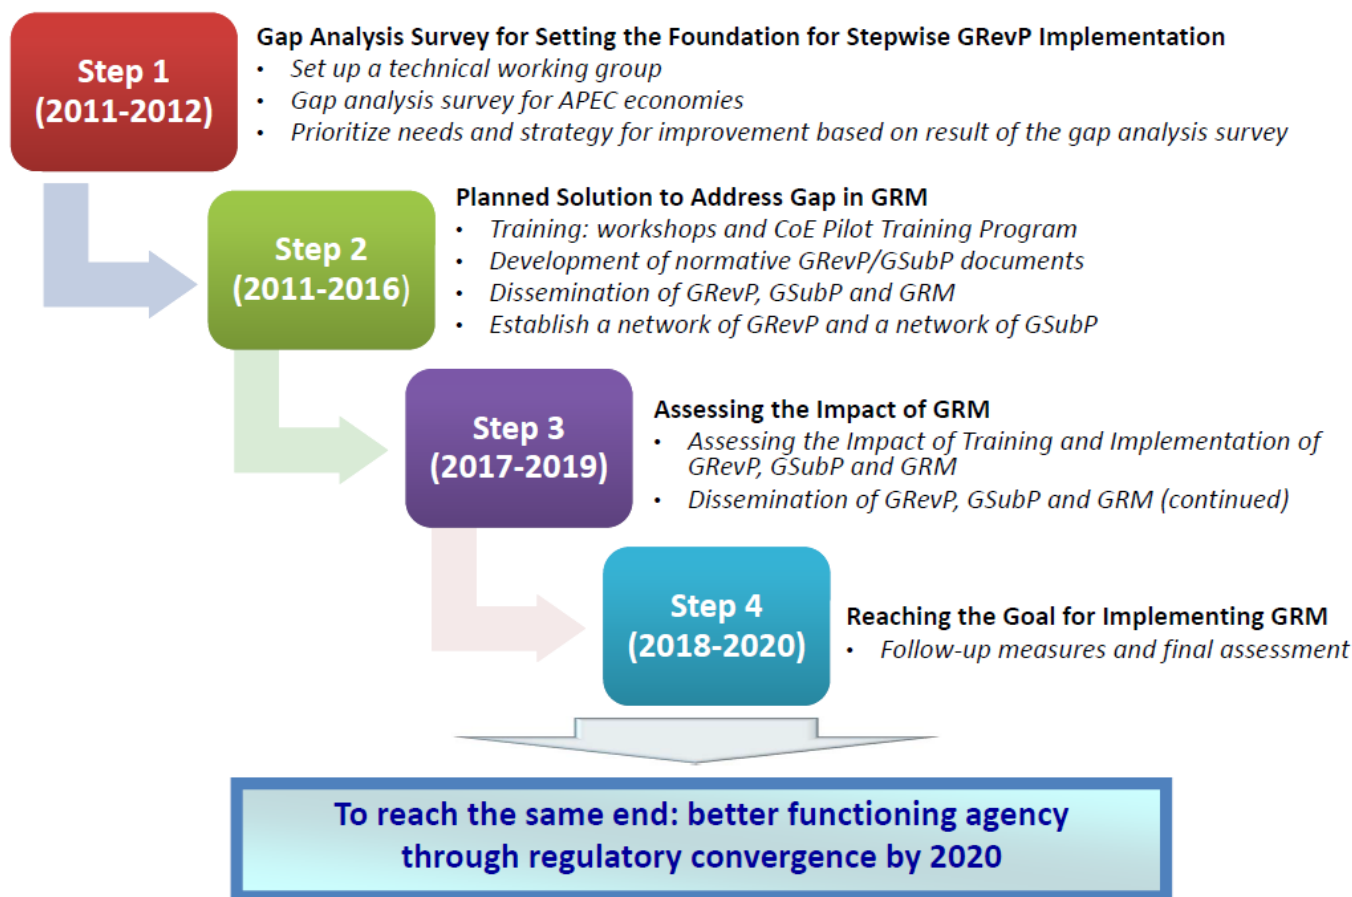 Step 1
(2011-2012)
Gap Analysis Survey for Setting the Foundation for Stepwise GRevP Implementation
• Set up a technical working group
• Gap analysis survey for APEC economies
• Prioritize needs and strategy for improvement based on result of the gap analysis survey
Step 2
(2011-2016)
Planned Solution to Address Gap in GRM
• Training: workshops and CoE Pilot Training Program
• Development of normative GRevP/GSubP documents
• Dissemination of GRevP, GSubP and GRM
• Establish a network of GRevP and a network of GSubP
Step 3
(2017-2019)
Assessing the Impact of GRM
• Assessing the Impact of Training and Implementation of
GRevP, GSubP and GRM
• Dissemination of GRevP, GSubP and GRM (continued)
Step 4
(2018-2020)
Reaching the Goal for Implementing GRM
• Follow-up measures and final assessment
To reach the same end: better functioning agency
through regulatory convergence by 2020